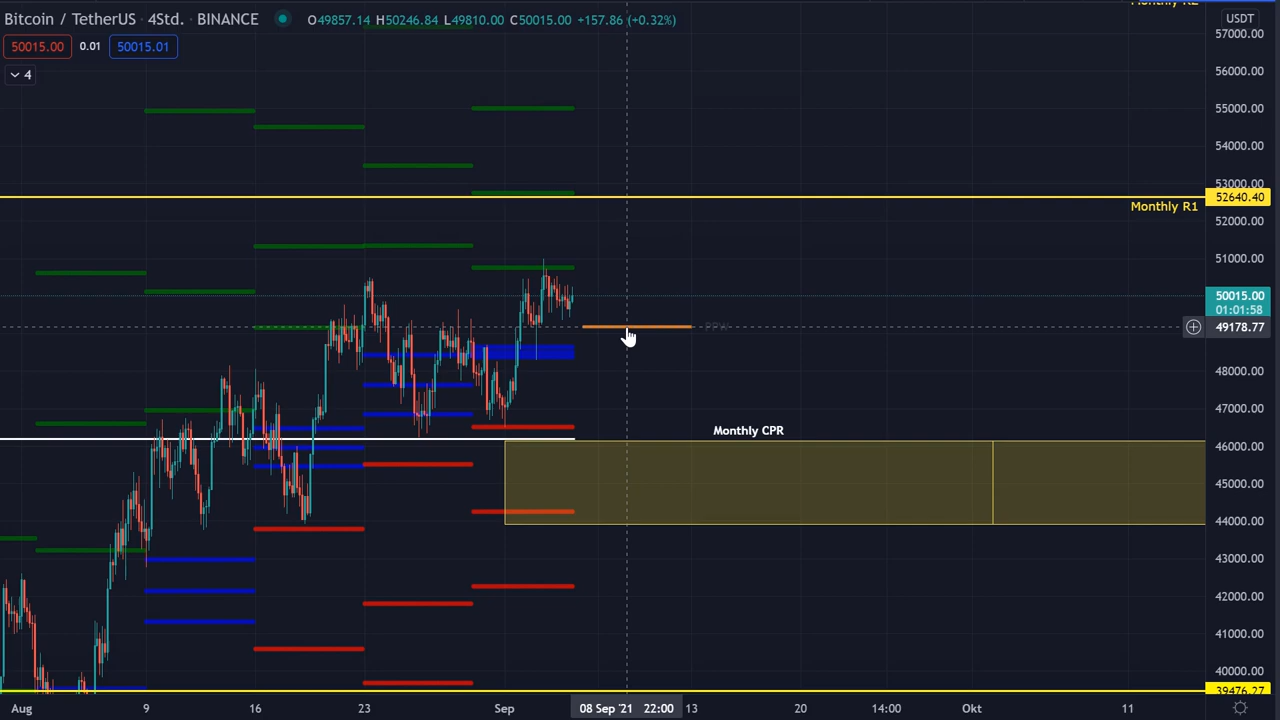 Bitcoin / TetherUS · 4Std. · BINANCE O49857.14 H50246.84 L49810.00 C50015.00 +157.86 (+0.32%)
Monthly R2
USDT
50015.00 0.01 50015.01
4
57000.00
56000.00
55000.00
54000.00
53000.00
52640.40
Monthly R1
52000.00
51000.00
50015.00
01:01:58
PPW
49178.77
48000.00
47000.00
Monthly CPR
46000.00
45000.00
44000.00
43000.00
42000.00
41000.00
40000.00
39476.27
Aug 9 16 23 Sep 08 Sep '21 22:00 13 20 14:00 Okt 11